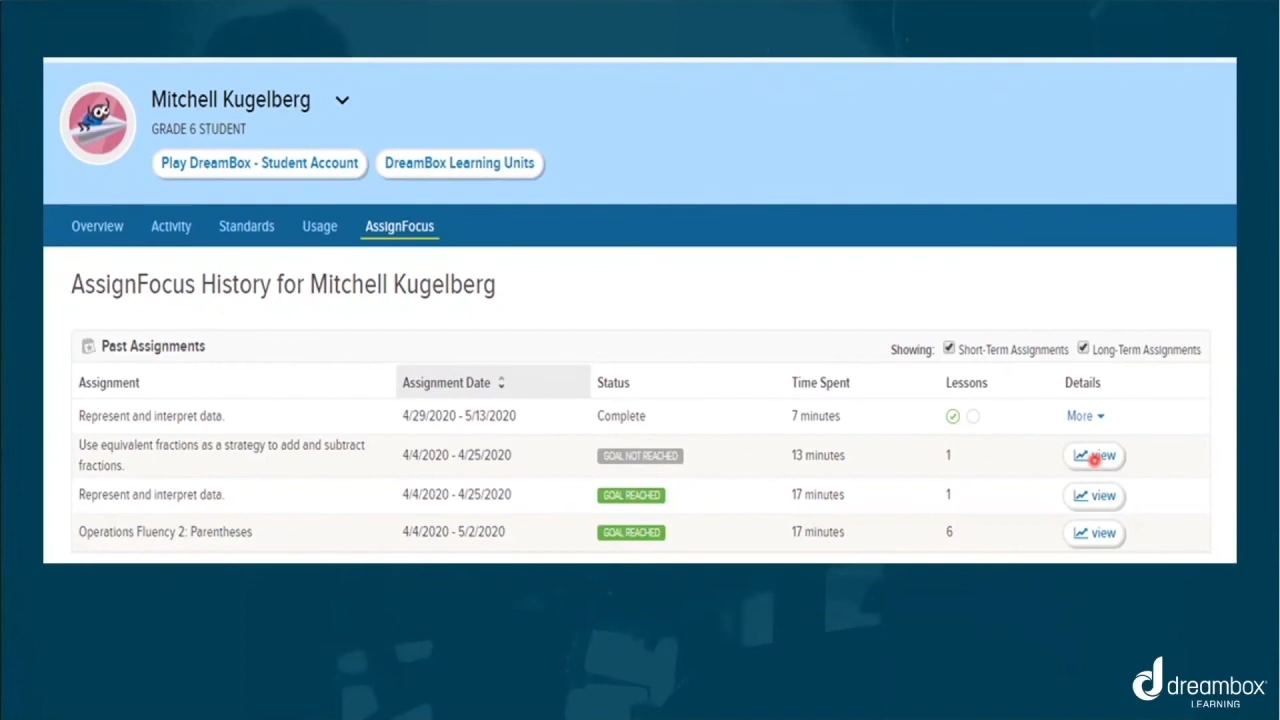 Mitchell Kugelberg
GRADE 6 STUDENT
Play DreamBox - Student Account
DreamBox Learning Units
Overview Activity Standards Usage AssignFocus
AssignFocus History for Mitchell Kugelberg
Past Assignments Showing: Short-Term Assignments Long-Term Assignments
Assignment Assignment Date Status Time Spent Lessons Details
Represent and interpret data. 4/29/2020 - 5/13/2020 Complete 7 minutes More
Use equivalent fractions as a strategy to add and subtract
fractions. 4/4/2020 - 4/25/2020 GOAL NOT REACHED 13 minutes 1 view
Represent and interpret data. 4/4/2020 - 4/25/2020 GOAL REACHED 17 minutes 1 view
Operations Fluency 2: Parentheses 4/4/2020 - 5/2/2020 GOAL REACHED 17 minutes 6 view
dreambox
LEARNING